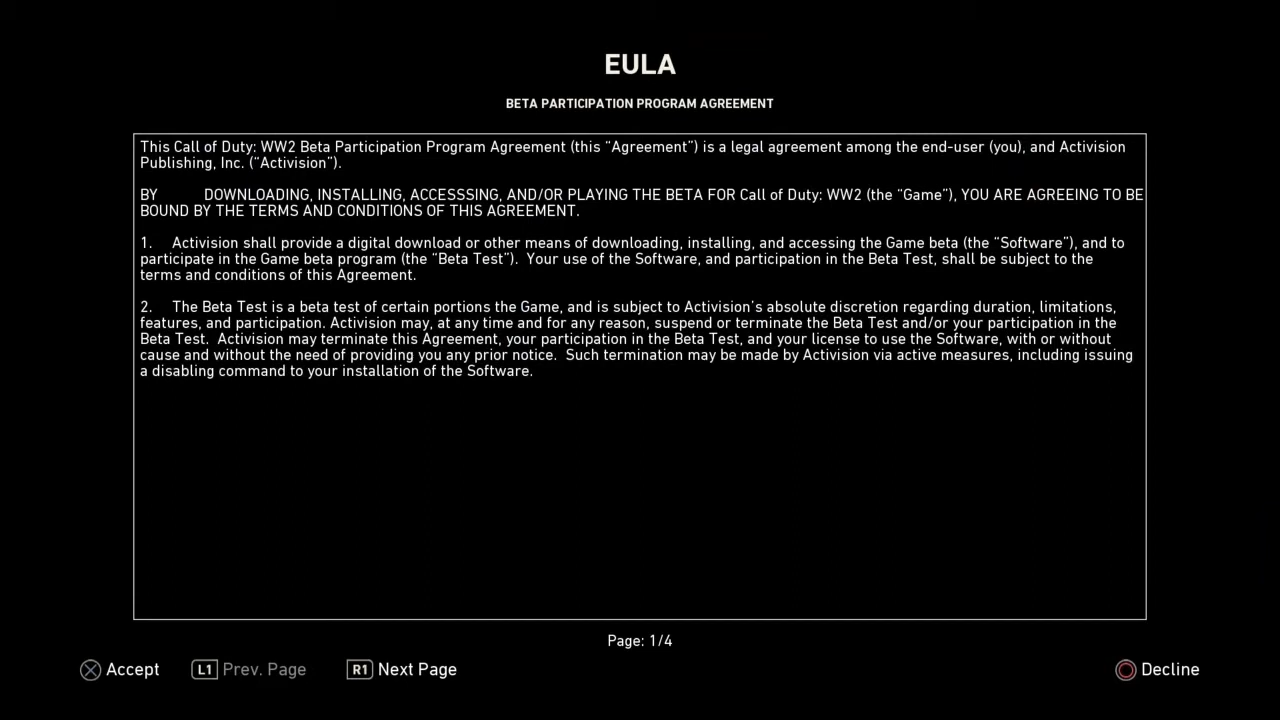 EULA
BETA PARTICIPATION PROGRAM AGREEMENT
This Call of Duty: WW2 Beta Participation Program Agreement (this “Agreement”) is a legal agreement among the end-user (you), and Activision
Publishing, Inc. (“Activision”).
BY DOWNLOADING, INSTALLING, ACCESSSING, AND/OR PLAYING THE BETA FOR Call of Duty: WW2 (the “Game”), YOU ARE AGREEING TO BE
BOUND BY THE TERMS AND CONDITIONS OF THIS AGREEMENT.
1. Activision shall provide a digital download or other means of downloading, installing, and accessing the Game beta (the “Software”), and to
participate in the Game beta program (the “Beta Test”). Your use of the Software, and participation in the Beta Test, shall be subject to the
terms and conditions of this Agreement.
2. The Beta Test is a beta test of certain portions the Game, and is subject to Activision’s absolute discretion regarding duration, limitations,
features, and participation. Activision may, at any time and for any reason, suspend or terminate the Beta Test and/or your participation in the
Beta Test. Activision may terminate this Agreement, your participation in the Beta Test, and your license to use the Software, with or without
cause and without the need of providing you any prior notice. Such termination may be made by Activision via active measures, including issuing
a disabling command to your installation of the Software.
Page: 1/4
Accept L1 Prev. Page R1 Next Page Decline